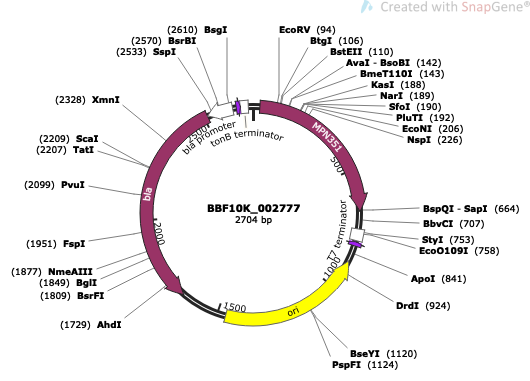 Created with SnapGene®
(2610) BsgI
(2570) BsrBI
(2533) SspI
(2328) XmnI
(2209) ScaI
(2207) TatI
(2099) PvuI
(1951) FspI
(1877) NmeAIII
(1849) BglI
(1809) BsrFI
(1729) AhdI
EcoRV (94)
BtgI (106)
BstEII (110)
AvaI - BsoBI (142)
BmeT110I (143)
KasI (188)
NarI (189)
SfoI (190)
PluTI (192)
EcoNI (206)
NspI (226)
BspQI - SapI (664)
BbvCI (707)
StyI (753)
EcoO109I (758)
ApoI (841)
DrdI (924)
BseYI (1120)
PspFI (1124)
bla promoter
tonB terminator
MPN351
T7 terminator
ori
bla
500
1000
1500
2000
2500
BBF10K_002777
2704 bp